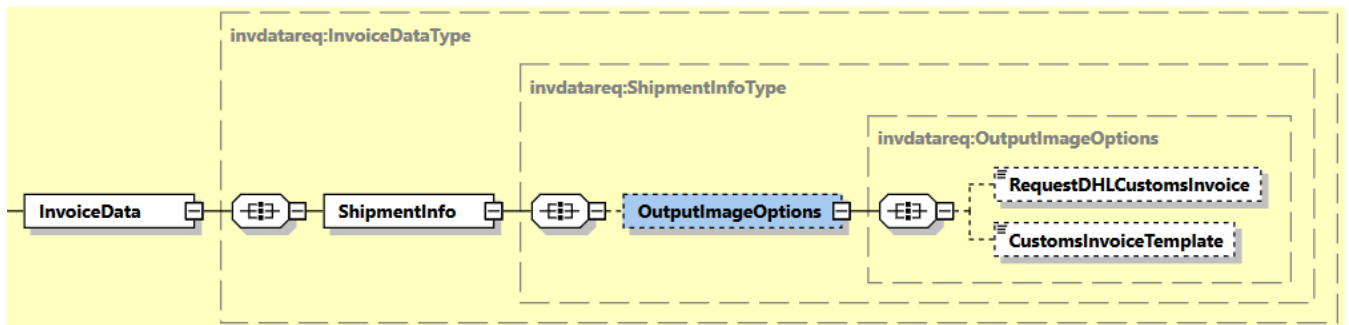 invdatareq:InvoiceDataType
invdatareq:ShipmentInfoType
invdatareq:OutputImageOptions
RequestDHLCustomsInvoice
InvoiceData
ShipmentInfo
OutputImageOptions
CustomsInvoiceTemplate